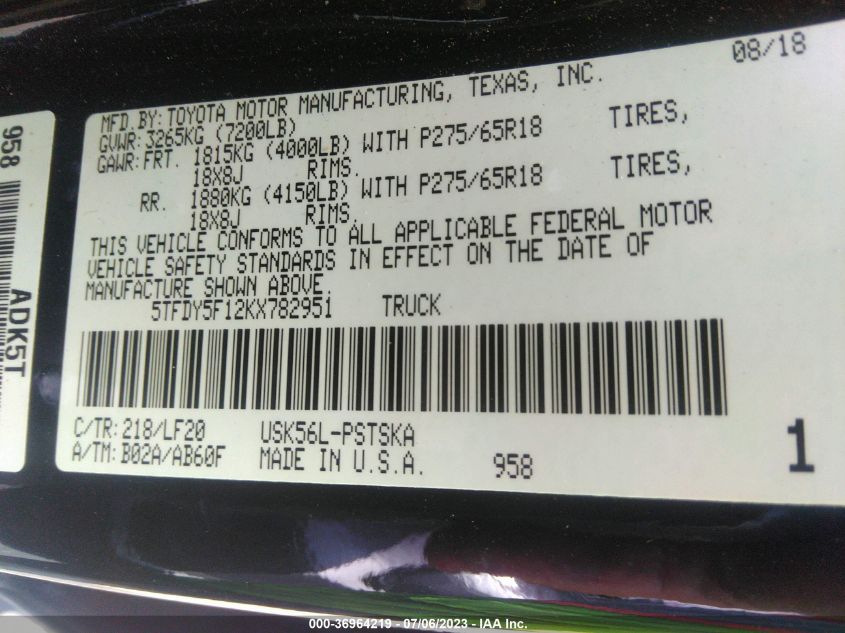 08/18
MFD.BY: TOYOTA MOTOR MANUFACTURING, TEXAS, INC.
GVWR: 3265KG (7200LB)
GAWR: FRT. 1815KG (4000LB) WITH P275/65R18 TIRES,
18X8J RIMS.
RR. 1880KG (4150LB) WITH P275/65R18 TIRES,
18X8J RIMS.
THIS VEHICLE CONFORMS TO ALL APPLICABLE FEDERAL MOTOR
VEHICLE SAFETY STANDARDS IN EFFECT ON THE DATE OF
MANUFACTURE SHOWN ABOVE.
5TFDY5F12KX782951 TRUCK
C/TR: 218/LF20 USK56L-PSTSKA
A/TM: B02A/AB60F MADE IN U.S.A. 958 1
958
ADK5T
000-36964219 - 07/06/2023 - IAA Inc.